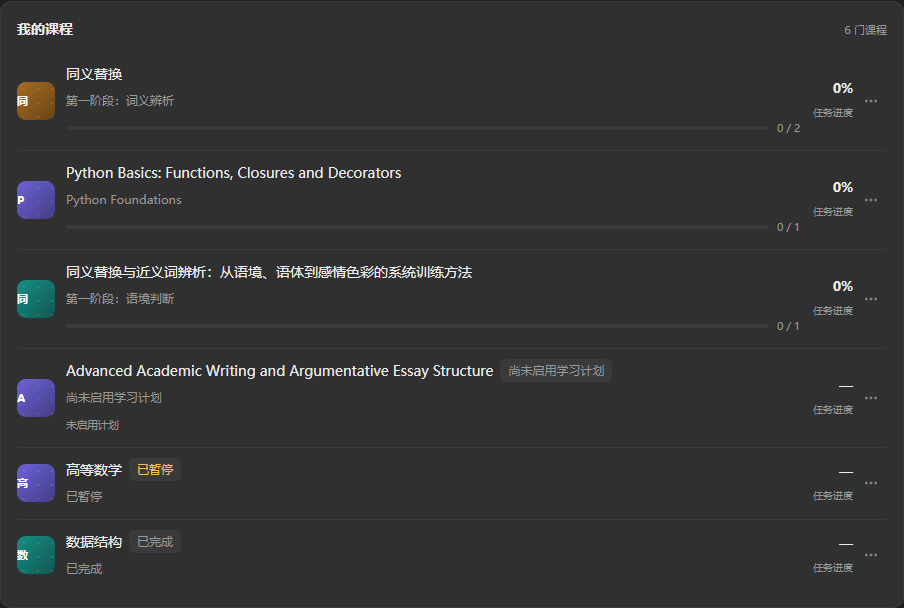 我的课程
6 门课程
同
同义替换
第一阶段：词义辨析
0 / 2
0%
任务进度
P
Python Basics: Functions, Closures and Decorators
Python Foundations
0 / 1
0%
任务进度
同
同义替换与近义词辨析：从语境、语体到感情色彩的系统训练方法
第一阶段：语境判断
0 / 1
0%
任务进度
A
Advanced Academic Writing and Argumentative Essay Structure 尚未启用学习计划
尚未启用学习计划
未启用计划
—
任务进度
高
高等数学 已暂停
已暂停
—
任务进度
数
数据结构 已完成
已完成
—
任务进度